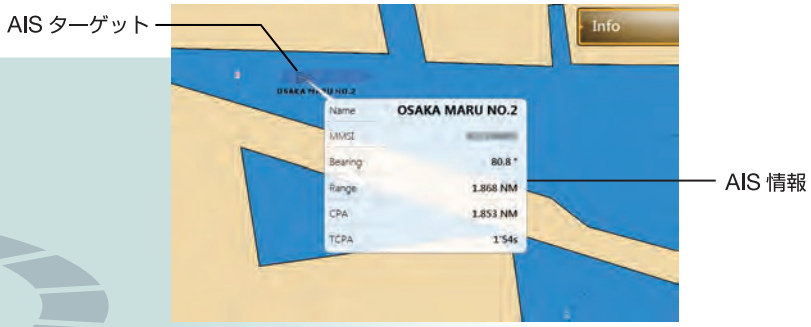 AIS ターゲット
Info
OSAKA MARU NO.2
Name OSAKA MARU NO.2
MMSI
Bearing 80.8 °
Range 1.868 NM
AIS 情報
CPA 1.853 NM
TCPA 1'54s